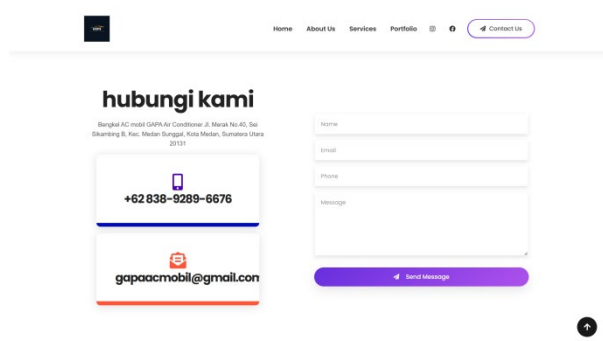 Home About Us Services Portfolio Contact Us
hubungi kami
Bengkel AC mobil GAPA Air Conditioner Jl. Merak No.40, Sei
Sikambing B, Kec. Medan Sunggal, Kota Medan, Sumatera Utara
20131
+62 838-9289-6676
gapaacmobil@gmail.com
Name
Email
Phone
Message
Send Message